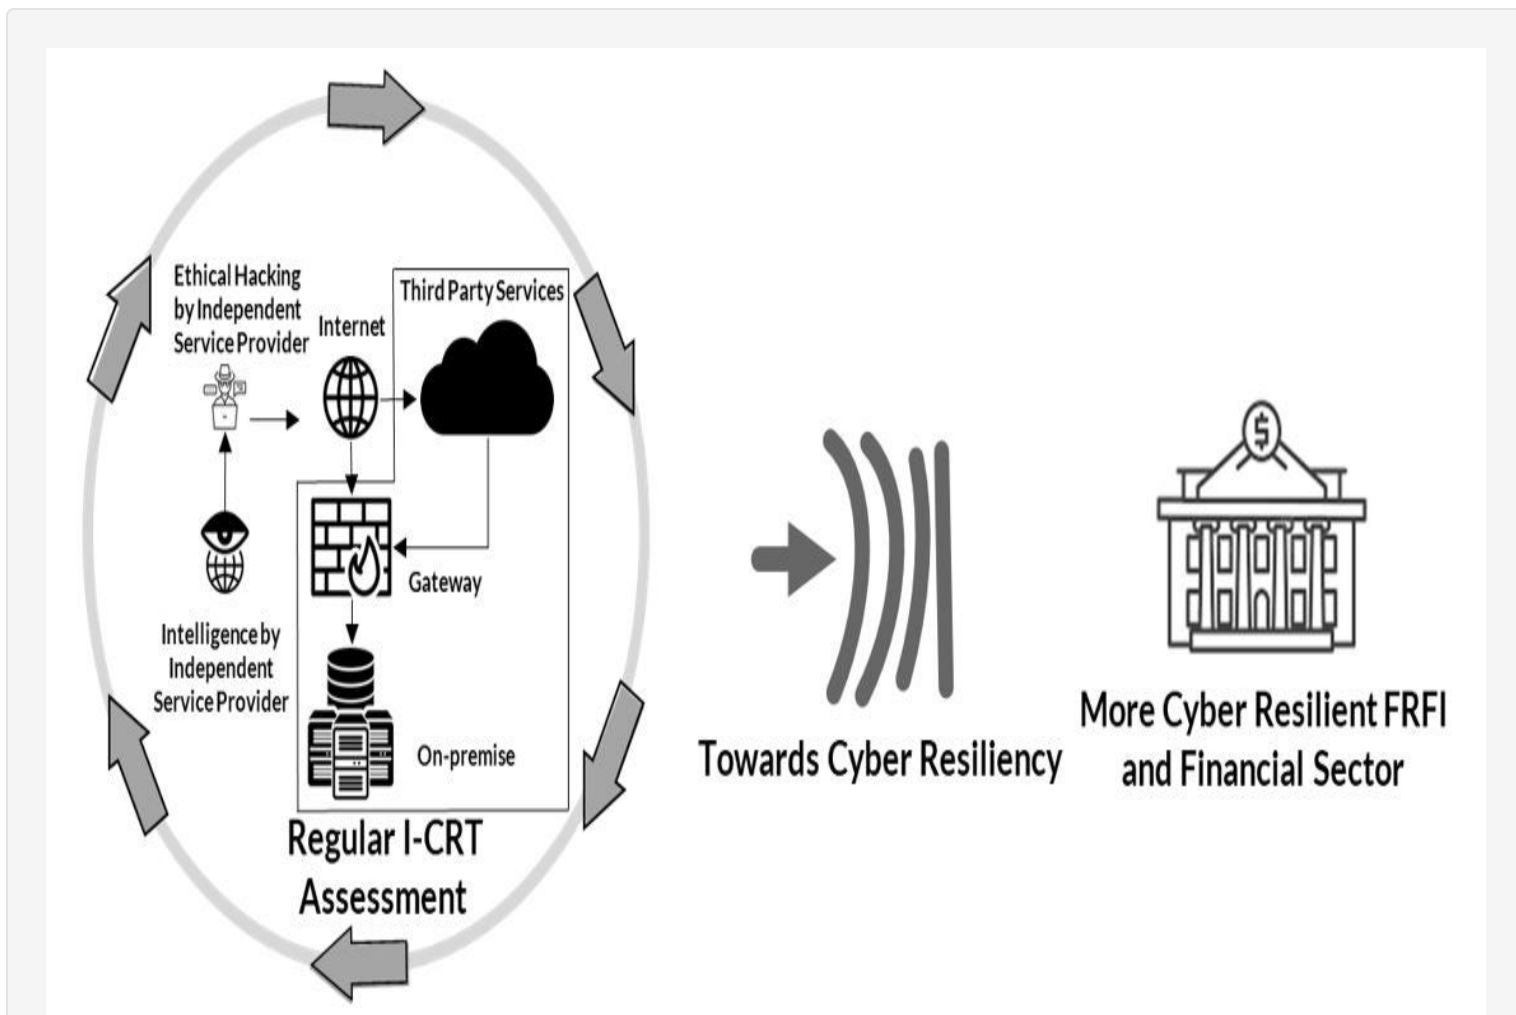 Ethical Hacking
by Independent
Service Provider
Internet
Third Party Services
Gateway
Intelligence by
Independent
Service Provider
On-premise
Regular I-CRT
Assessment
Towards Cyber Resiliency
$
More Cyber Resilient FRFI
and Financial Sector